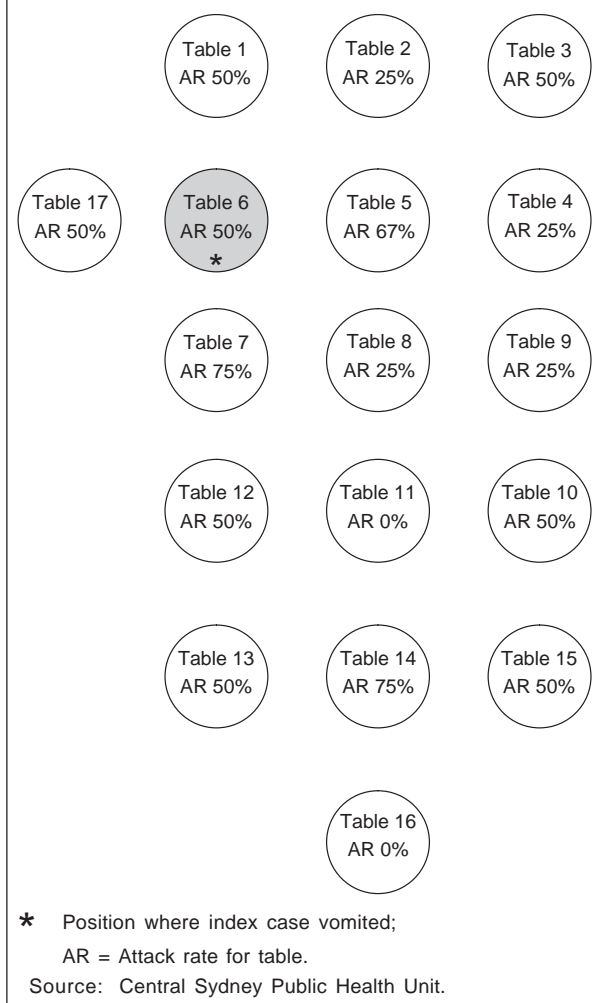 Table 1
AR 50%
Table 2
AR 25%
Table 3
AR 50%
Table 17
AR 50%
Table 6
AR 50%
*
Table 5
AR 67%
Table 4
AR 25%
Table 7
AR 75%
Table 8
AR 25%
Table 9
AR 25%
Table 12
AR 50%
Table 11
AR 0%
Table 10
AR 50%
Table 13
AR 50%
Table 14
AR 75%
Table 15
AR 50%
Table 16
AR 0%
* Position where index case vomited;
AR = Attack rate for table.
Source: Central Sydney Public Health Unit.